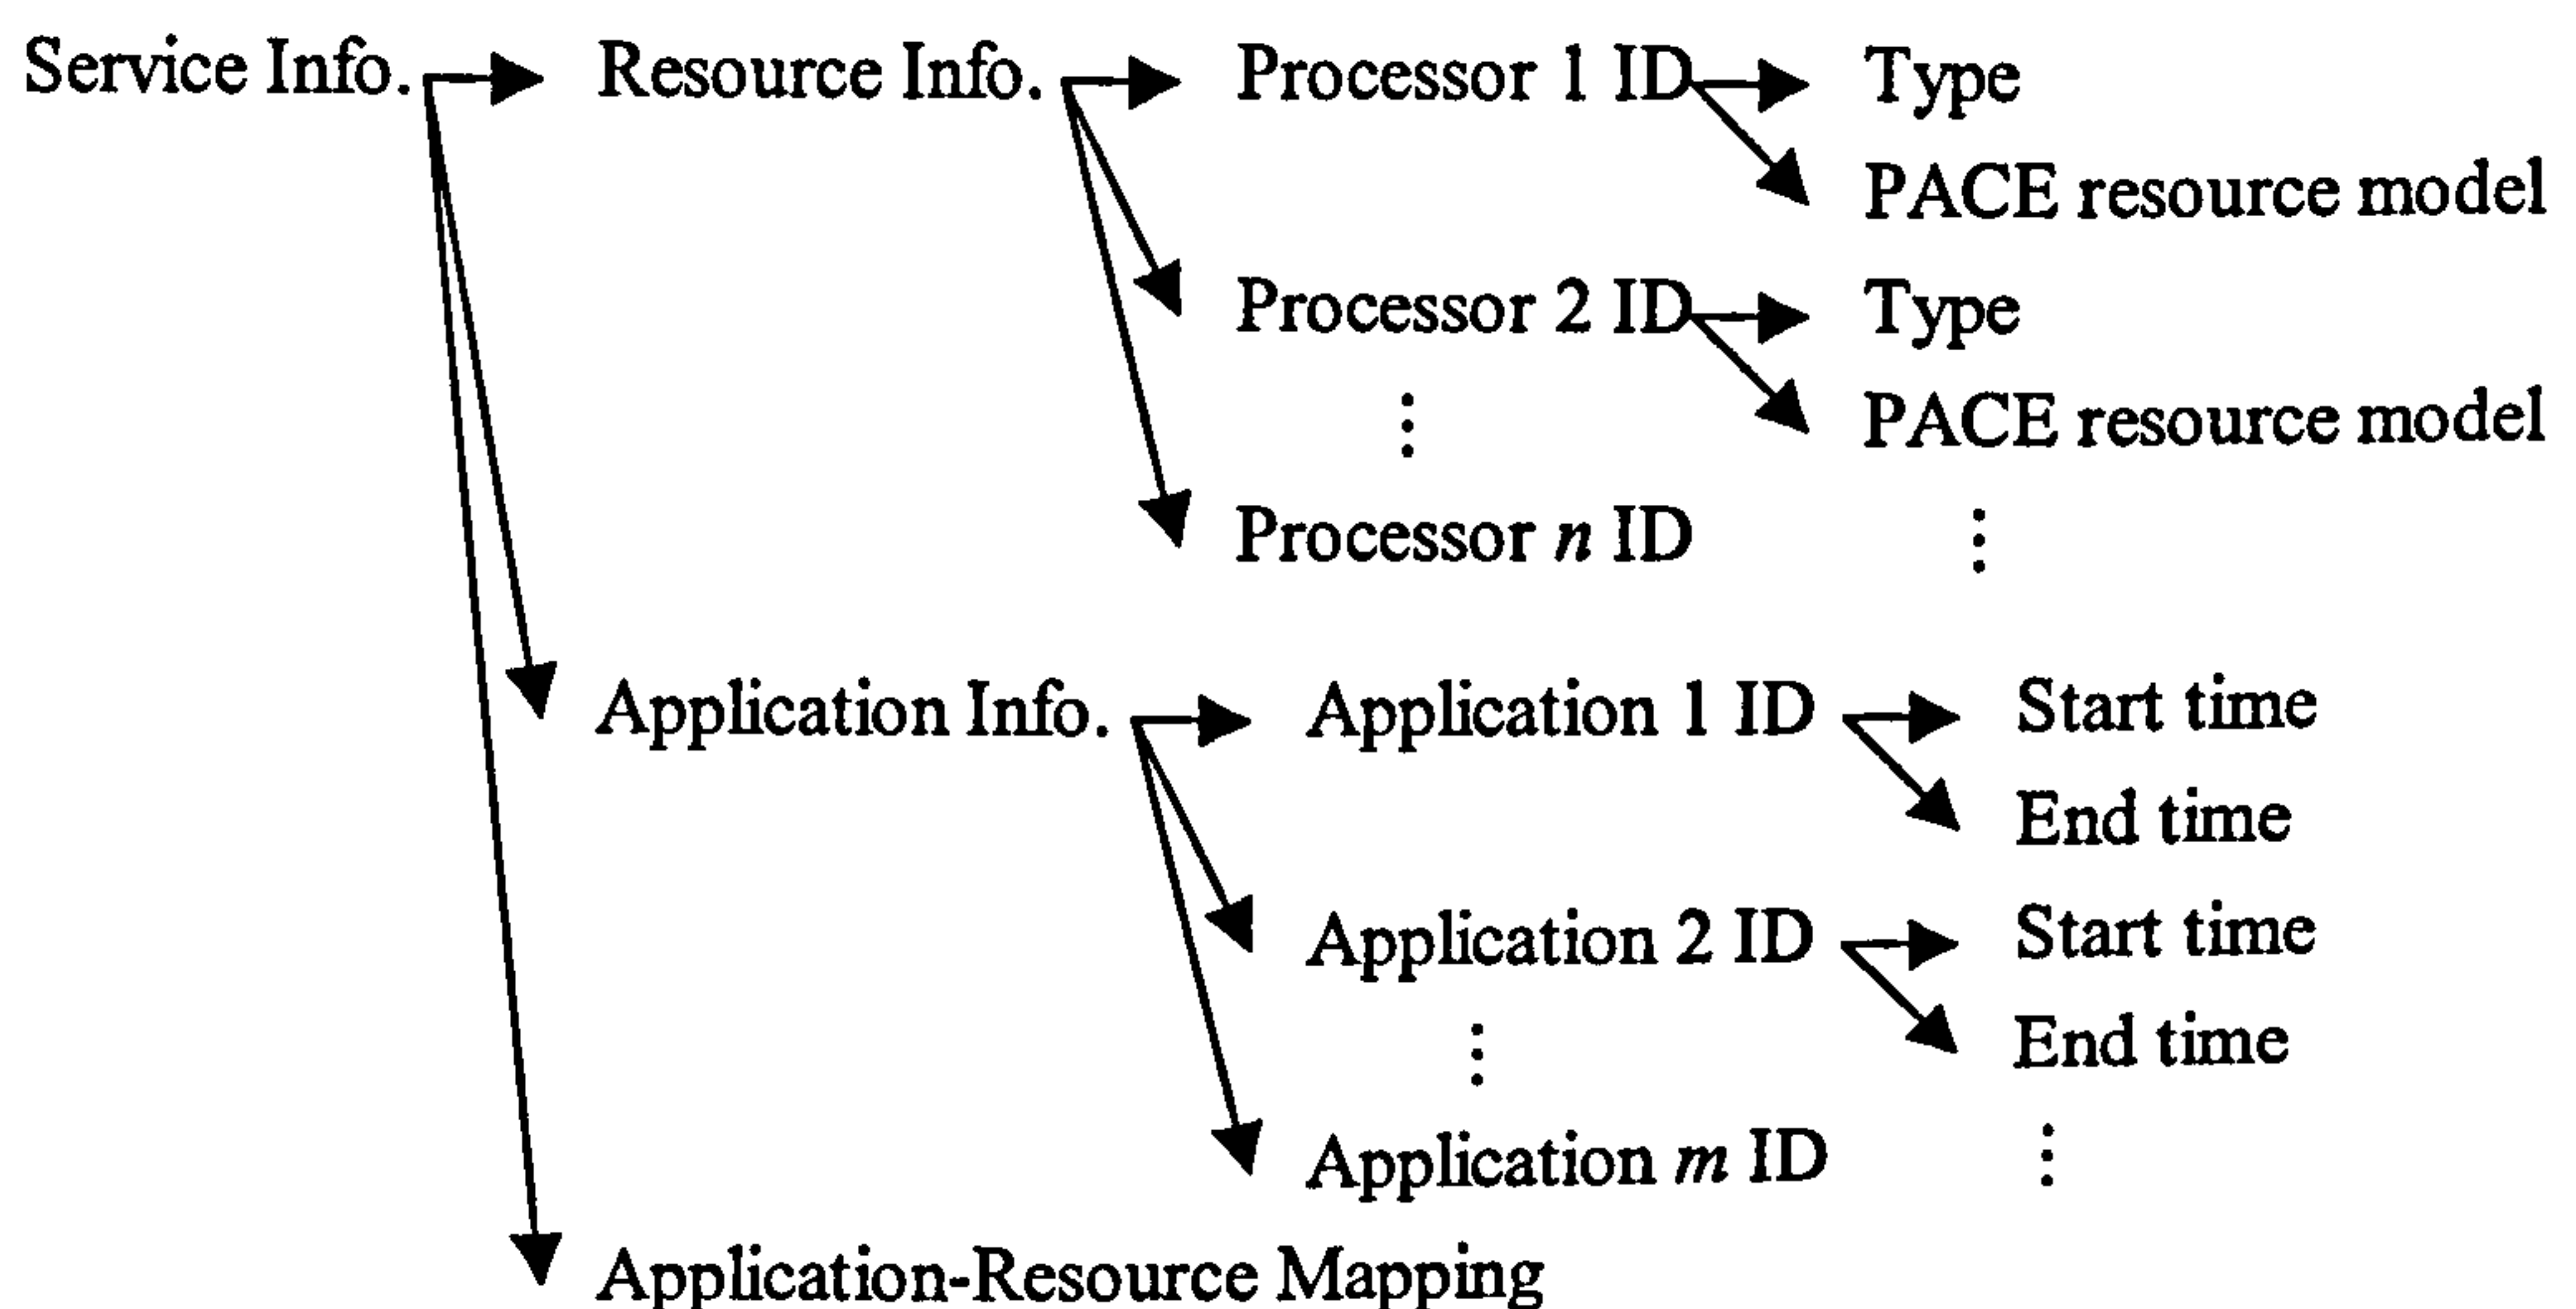 Service Info. Resource Info. Processor 1 ID Type
PACE resource model
Processor 2 ID Type
PACE resource model
⋮
Processor n ID ⋮
Application Info. Application 1 ID Start time
End time
Application 2 ID Start time
End time
⋮
Application m ID ⋮
Application-Resource Mapping